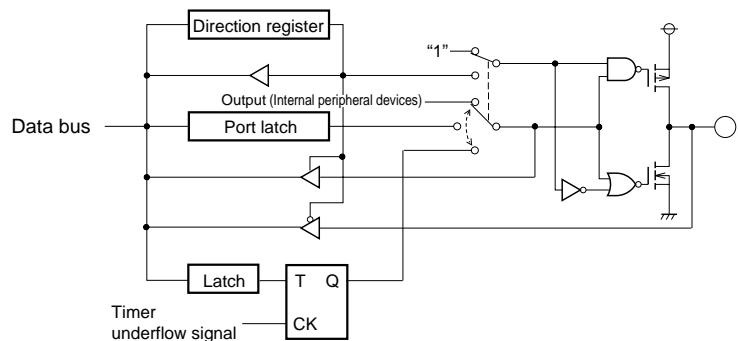 Direction register
“1”
Output (Internal peripheral devices)
Data bus
Port latch
Latch
T Q
CK
Timer
underflow signal